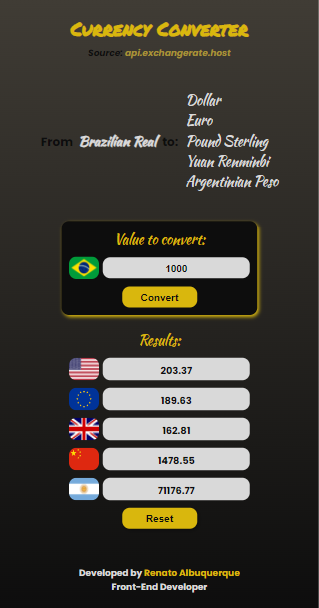 Currency Converter
Source: api.exchangerate.host
Dollar
Euro
From Brazilian Real to: Pound Sterling
Yuan Renminbi
Argentinian Peso
Value to convert:
1000
Convert
Results:
203.37
189.63
162.81
1478.55
71176.77
Reset
Developed by Renato Albuquerque
Front-End Developer